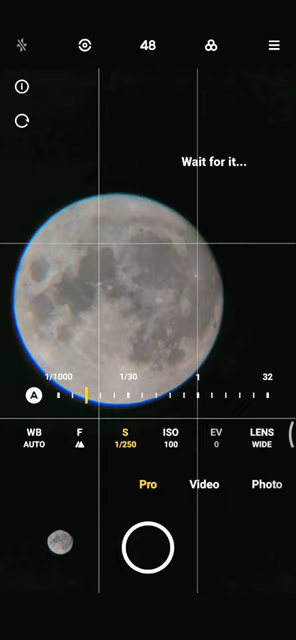 48
Wait for it...
1/1000 1/30 1 32
A
WB F S ISO EV LENS
AUTO 1/250 100 0 WIDE
Pro Video Photo